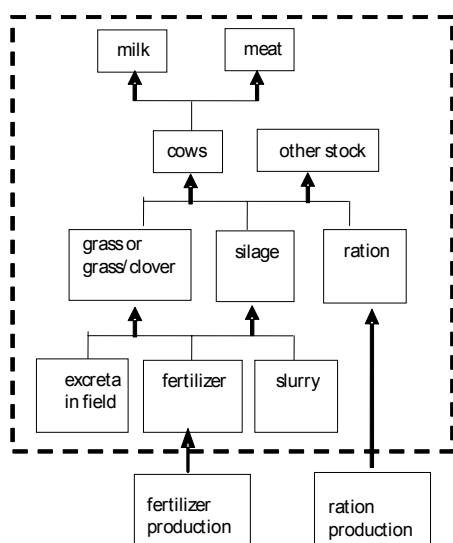 milk
meat
cows
other stock
grass or
grass/clover
silage
ration
excreta
in field
fertilizer
slurry
fertilizer
production
ration
production